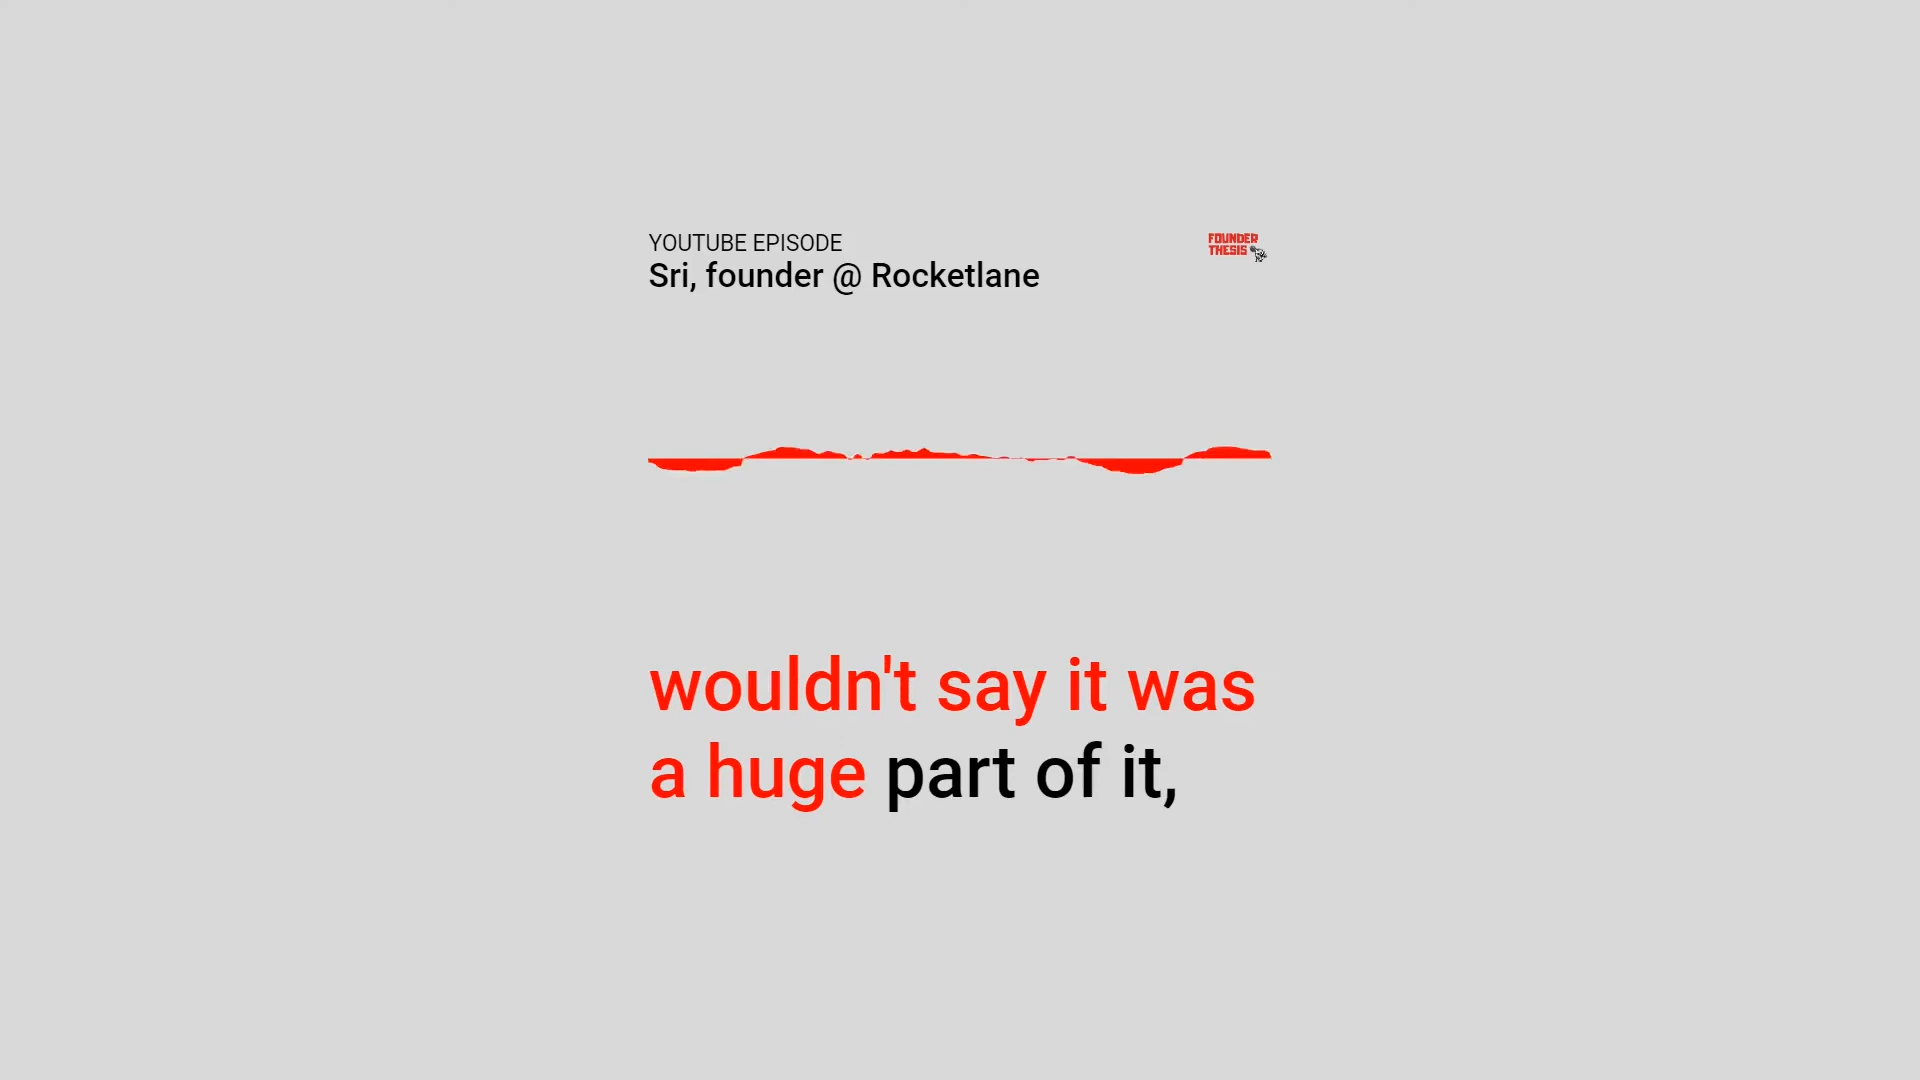 YOUTUBE EPISODE
Sri, founder @ Rocketlane
FOUNDER
THESIS
wouldn't say it was
a huge part of it,